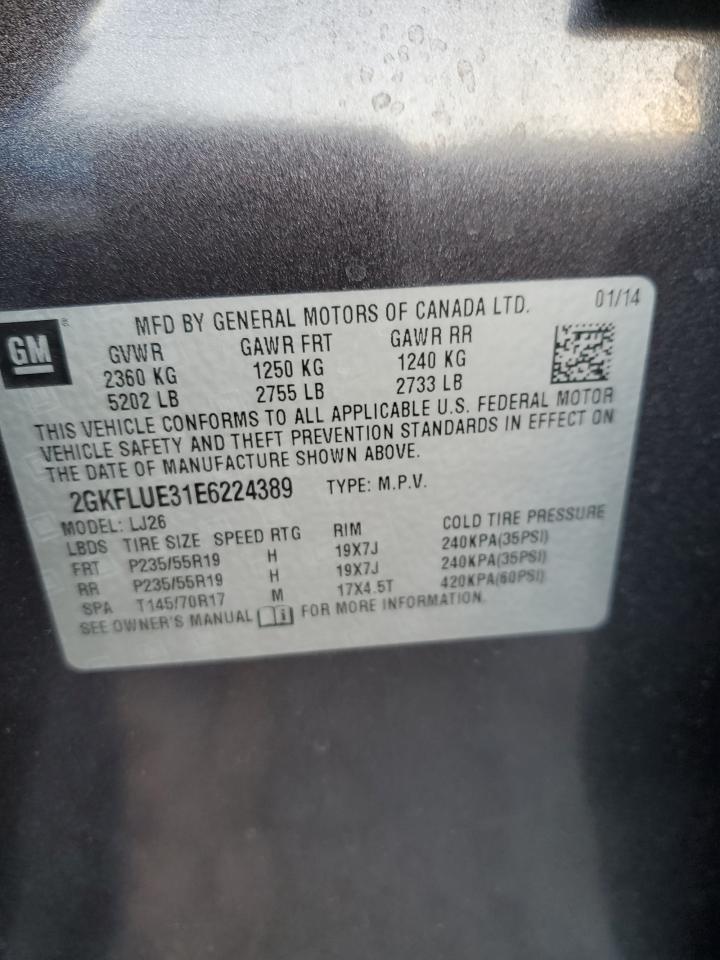 MFD BY GENERAL MOTORS OF CANADA LTD. 01/14
GM ®
GVWR GAWR FRT GAWR RR
2360 KG 1250 KG 1240 KG
5202 LB 2755 LB 2733 LB
THIS VEHICLE CONFORMS TO ALL APPLICABLE U.S. FEDERAL MOTOR
VEHICLE SAFETY AND THEFT PREVENTION STANDARDS IN EFFECT ON
THE DATE OF MANUFACTURE SHOWN ABOVE.
2GKFLUE31E6224389 TYPE: M.P.V.
MODEL: LJ26
LBDS TIRE SIZE SPEED RTG RIM COLD TIRE PRESSURE
FRT P235/55R19 H 19X7J 240KPA(35PSI)
RR P235/55R19 H 19X7J 240KPA(35PSI)
SPA T145/70R17 M 17X4.5T 420KPA(60PSI)
SEE OWNER'S MANUAL i FOR MORE INFORMATION.